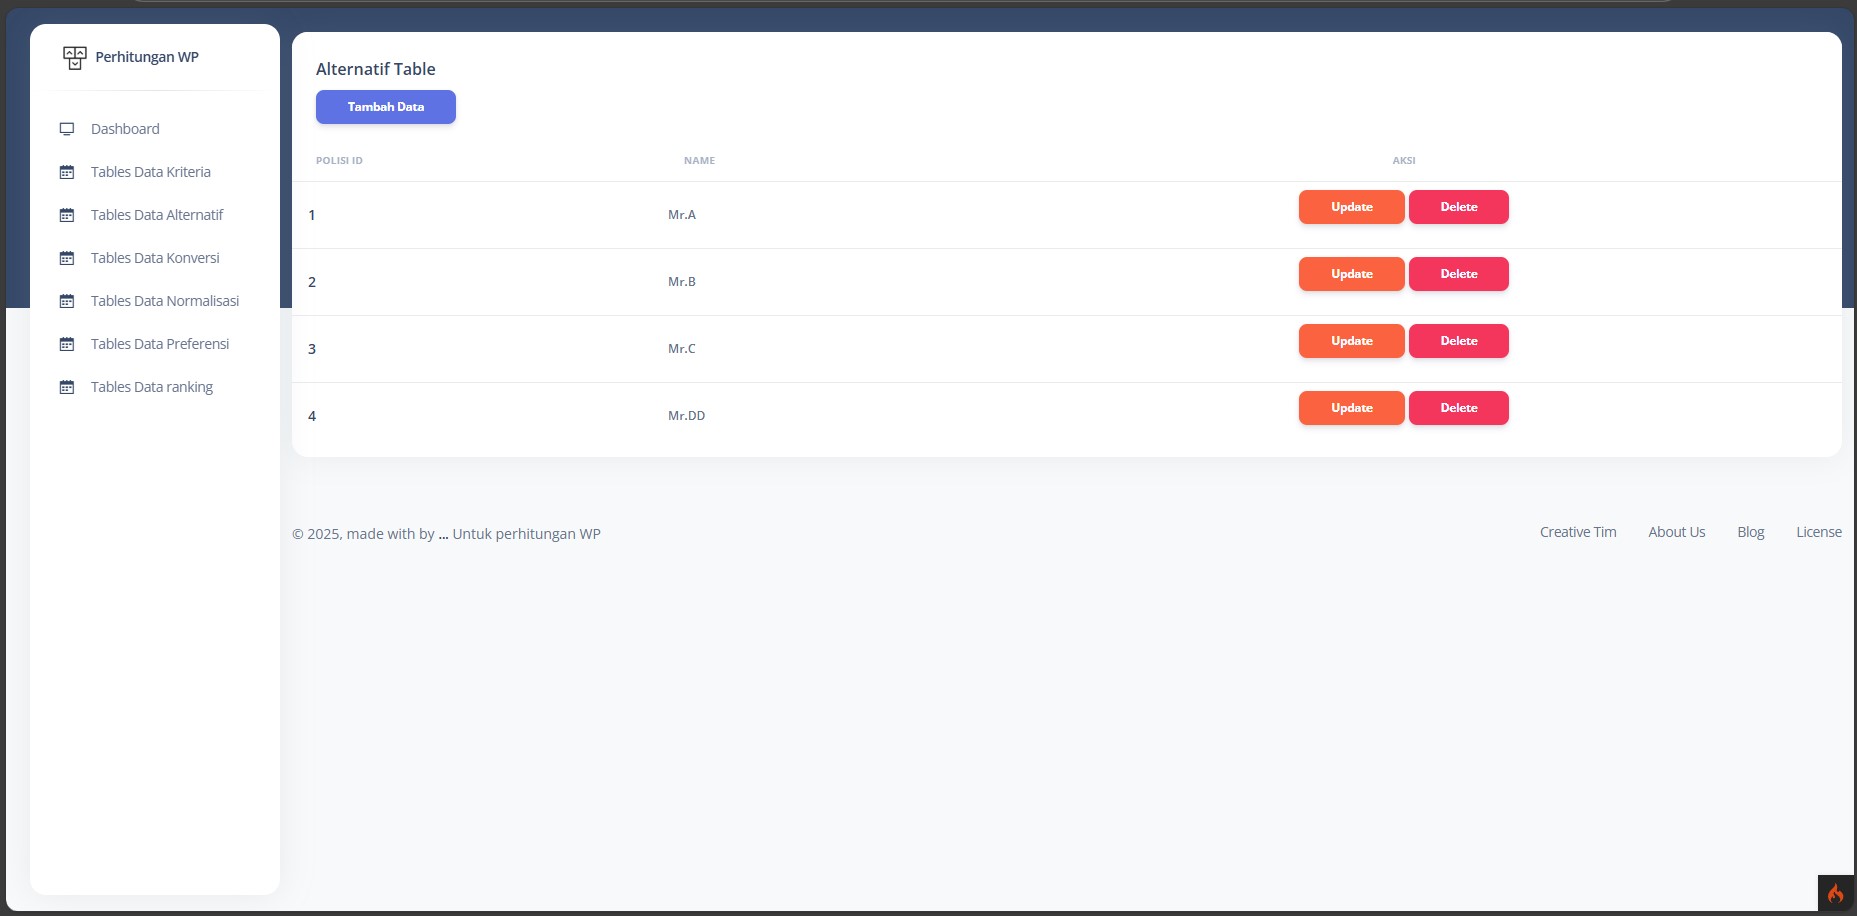 Perhitungan WP
Dashboard
Tables Data Kriteria
Tables Data Alternatif
Tables Data Konversi
Tables Data Normalisasi
Tables Data Preferensi
Tables Data ranking
Alternatif Table
Tambah Data
POLISI ID NAME AKSI
1 Mr.A Update Delete
2 Mr.B Update Delete
3 Mr.C Update Delete
4 Mr.DD Update Delete
© 2025, made with by ... Untuk perhitungan WP
Creative Tim About Us Blog License